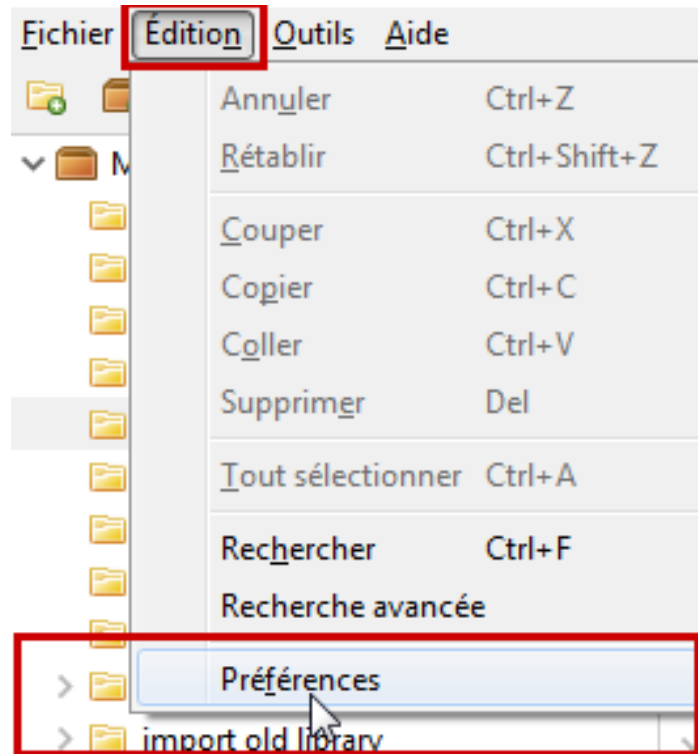 Fichier Édition Outils Aide
Annuler Ctrl+Z
Rétablir Ctrl+Shift+Z
M
Couper Ctrl+X
Copier Ctrl+C
Coller Ctrl+V
Supprimer Del
Tout sélectionner Ctrl+A
Rechercher Ctrl+F
Recherche avancée
Préférences
import old library